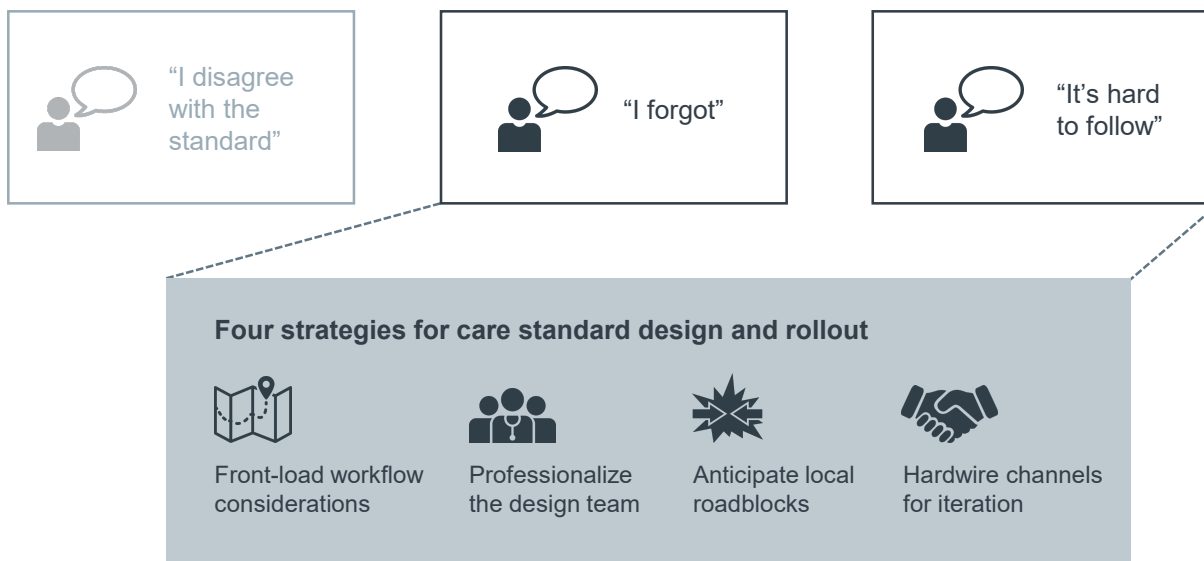 “I disagree
with the
standard”
“I forgot”
“It’s hard
to follow”
Four strategies for care standard design and rollout
Front-load workflow
considerations
Professionalize
the design team
Anticipate local
roadblocks
Hardwire channels
for iteration